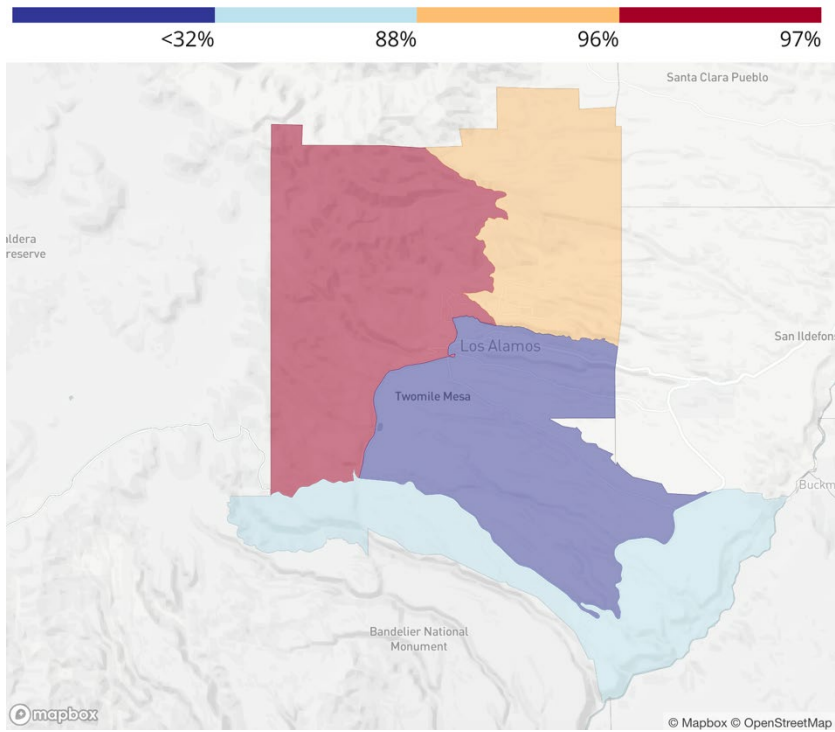 <32% 88% 96% 97%
Santa Clara Pueblo
aldera
reserve
San Ildefons
Los Alamos
Twomile Mesa
Buckm
Bandelier National
Monument
mapbox
© Mapbox © OpenStreetMap